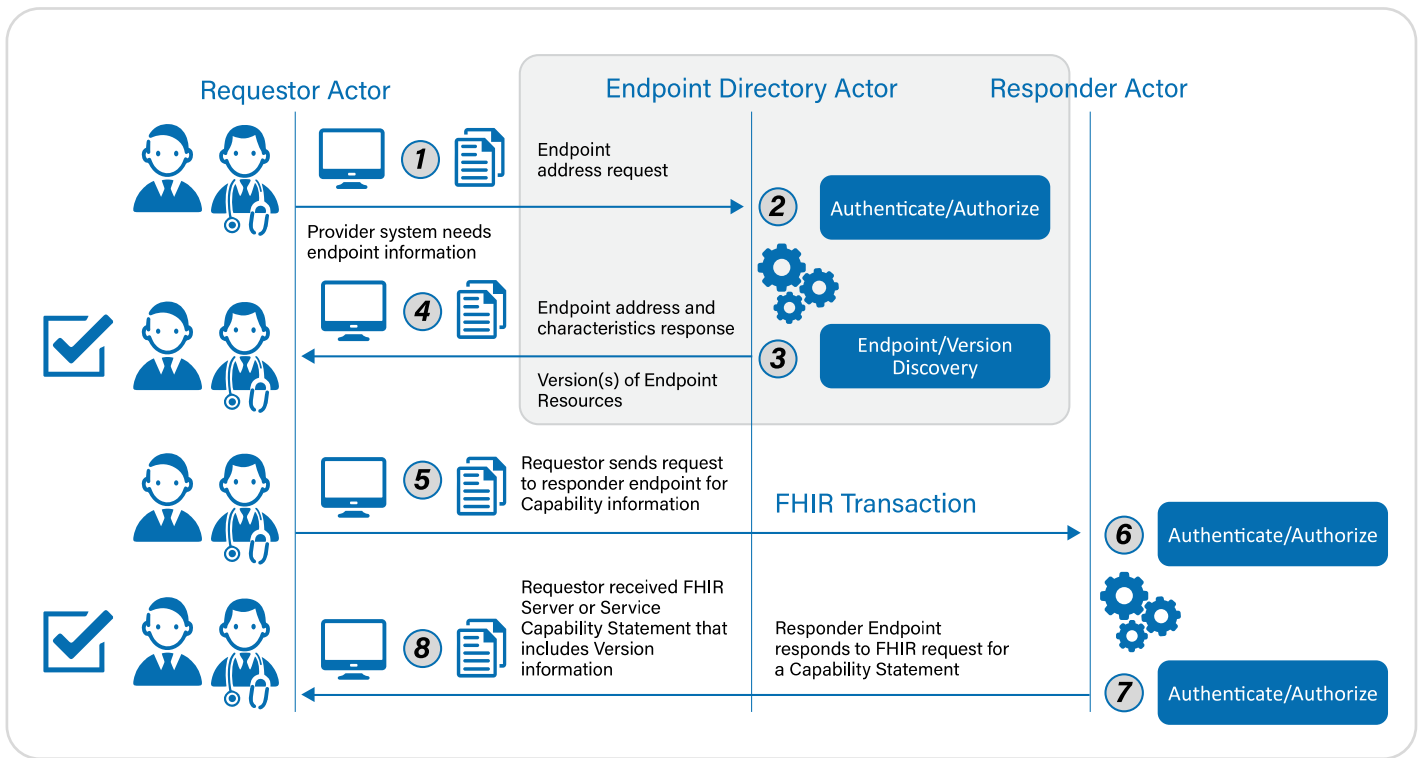 Requestor Actor
Endpoint Directory Actor
Responder Actor
1
Endpoint
address request
2
Authenticate/Authorize
Provider system needs
endpoint information
4
Endpoint address and
characteristics response
3
Endpoint/Version
Discovery
Version(s) of Endpoint
Resources
5
Requestor sends request
to responder endpoint for
Capability information
FHIR Transaction
6
Authenticate/Authorize
8
Requestor received FHIR
Server or Service
Capability Statement that
includes Version
information
Responder Endpoint
responds to FHIR request for
a Capability Statement
7
Authenticate/Authorize